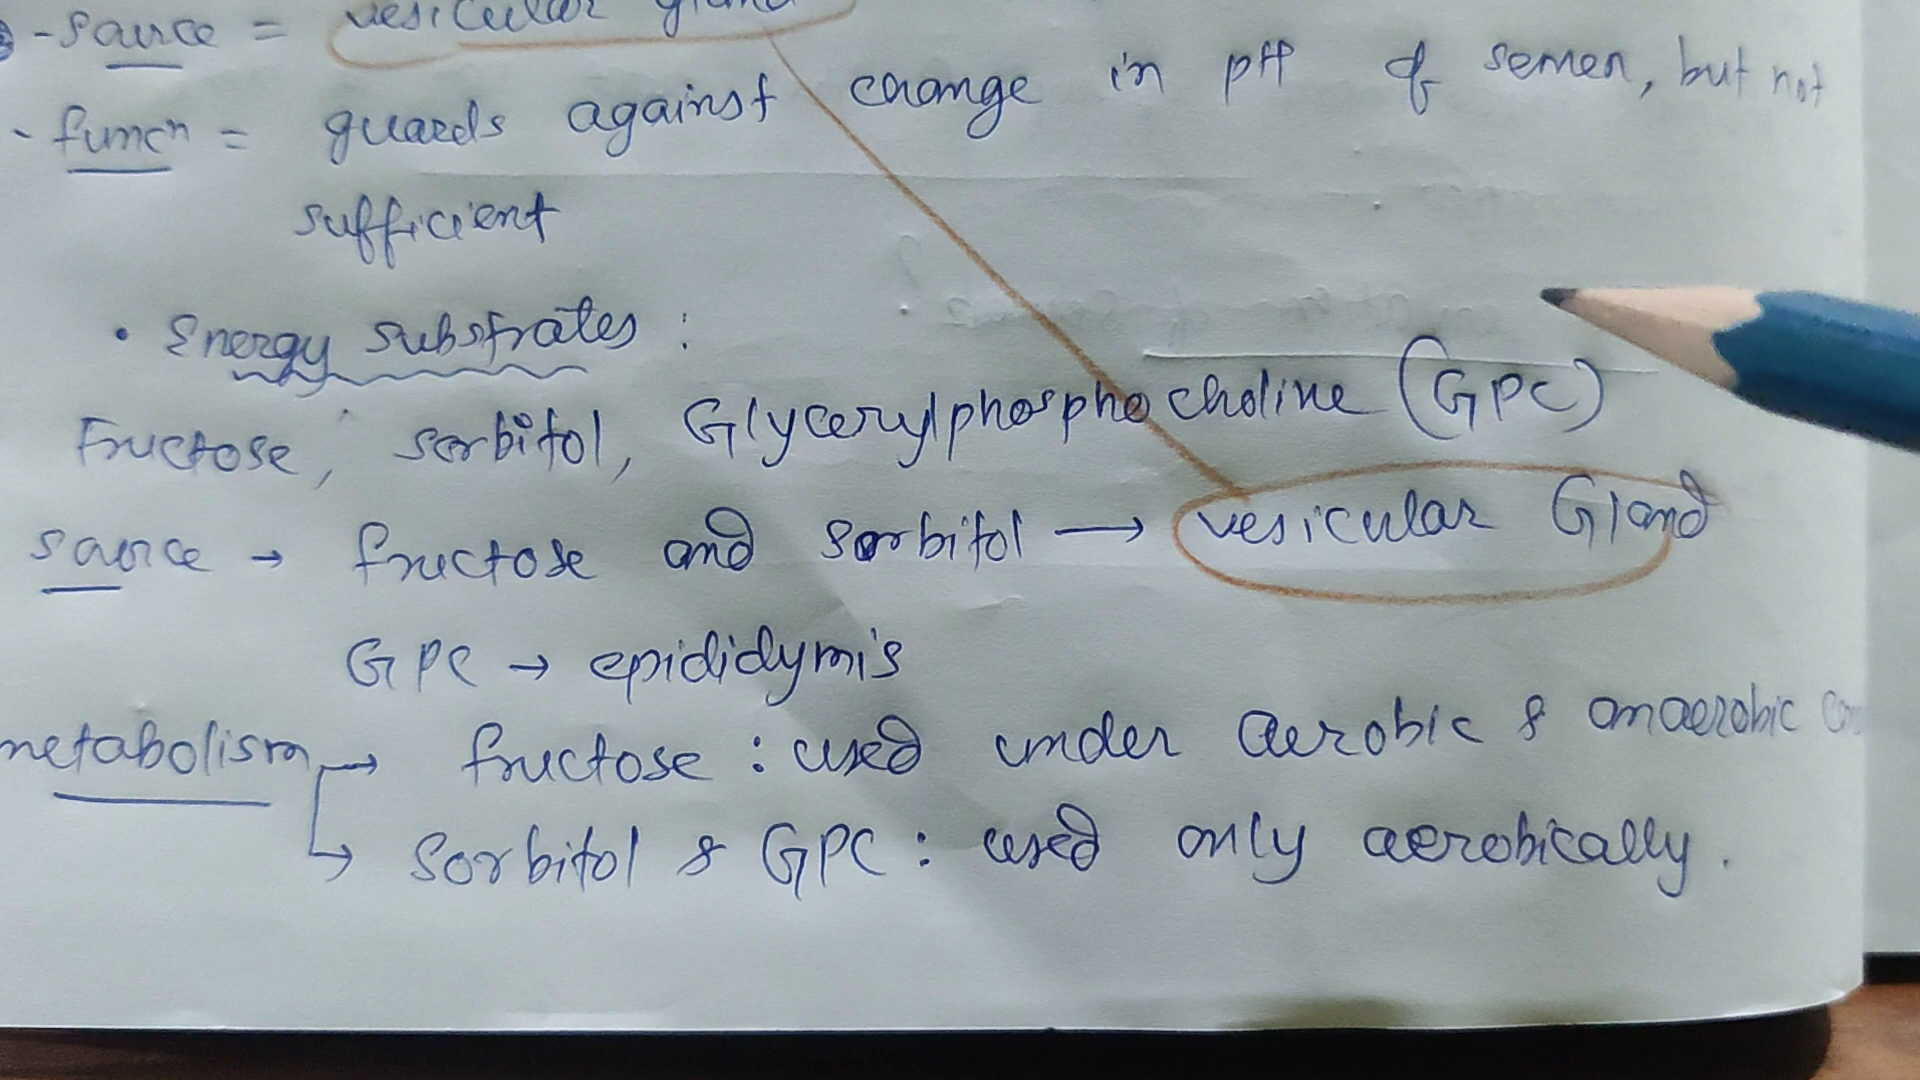 - source = vesicular gland
- funcn = guards against change in pH of semen, but not
sufficient
• Energy substrates :
Fructose, sorbitol, Glycerylphosphocholine (GPC)
source → fructose and sorbitol → vesicular Gland
GPC → epididymis
metabolism → fructose : used under aerobic & anaerobic
↳ Sorbitol & GPC : used only aerobically.